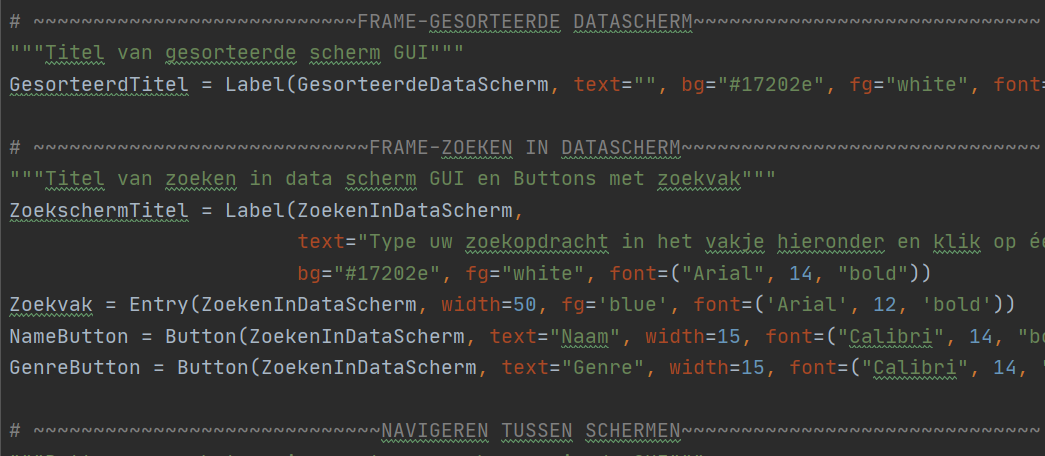 # ~~~~~~~~~~~~~~~~~~~~~~~~~~~FRAME-GESORTEERDE DATASCHERM~~~~~~~~~~~~~~~~~~~~~~~~~~~~~
"""Titel van gesorteerde scherm GUI"""
GesorteerdTitel = Label(GesorteerdeDataScherm, text="", bg="#17202e", fg="white", font=
# ~~~~~~~~~~~~~~~~~~~~~~~~~~~~FRAME-ZOEKEN IN DATASCHERM~~~~~~~~~~~~~~~~~~~~~~~~~~~~~~
"""Titel van zoeken in data scherm GUI en Buttons met zoekvak"""
ZoekschermTitel = Label(ZoekenInDataScherm,
text="Type uw zoekopdracht in het vakje hieronder en klik op
bg="#17202e", fg="white", font=("Arial", 14, "bold"))
Zoekvak = Entry(ZoekenInDataScherm, width=50, fg='blue', font=('Arial', 12, 'bold'))
NameButton = Button(ZoekenInDataScherm, text="Naam", width=15, font=("Calibri", 14, "bo
GenreButton = Button(ZoekenInDataScherm, text="Genre", width=15, font=("Calibri", 14, "
# ~~~~~~~~~~~~~~~~~~~~~~~~~~~~~NAVIGEREN TUSSEN SCHERMEN~~~~~~~~~~~~~~~~~~~~~~~~~~~~~~